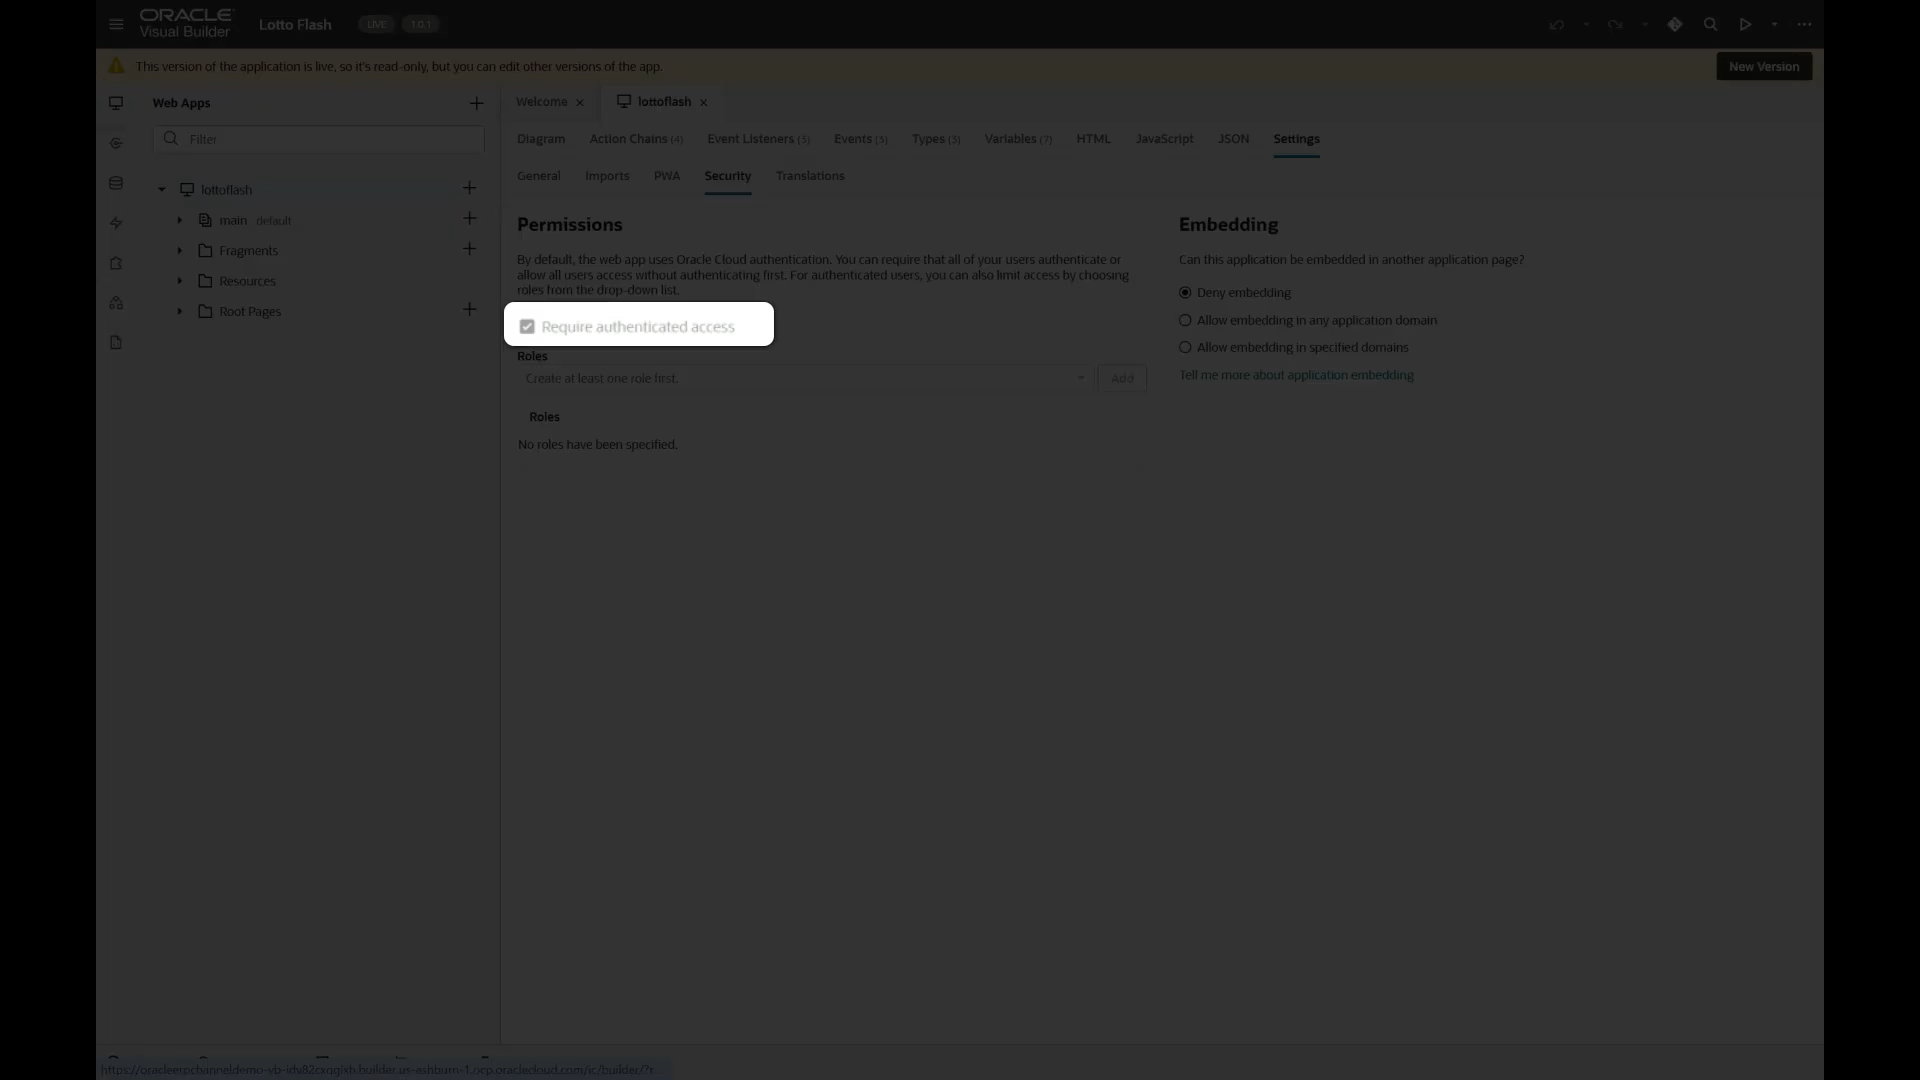 ORACLE
Visual Builder
Lotto Flash
LIVE
1.0.1
This version of the application is live, so it's read-only, but you can edit other versions of the app.
New Version
Web Apps
Welcome
lottoflash
Filter
Diagram
Action Chains (4)
Event Listeners (3)
Events (3)
Types (3)
Variables (7)
HTML
JavaScript
JSON
Settings
General
Imports
PWA
Security
Translations
lottoflash
main default
Fragments
Resources
Root Pages
Permissions
By default, the web app uses Oracle Cloud authentication. You can require that all of your users authenticate or
allow all users access without authenticating first. For authenticated users, you can also limit access by choosing
roles from the drop-down list.
Require authenticated access
Roles
Create at least one role first.
Add
Roles
No roles have been specified.
Embedding
Can this application be embedded in another application page?
Deny embedding
Allow embedding in any application domain
Allow embedding in specified domains
Tell me more about application embedding